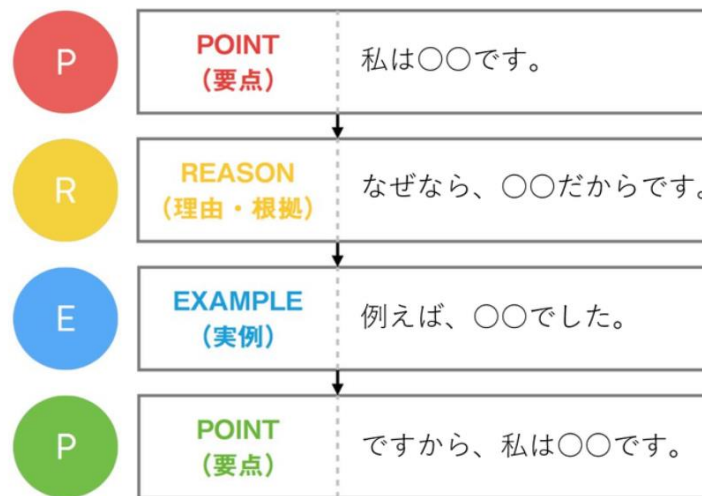 P
POINT
（要点）
私は〇〇です。
R
REASON
（理由・根拠）
なぜなら、〇〇だからです。
E
EXAMPLE
（実例）
例えば、〇〇でした。
P
POINT
（要点）
ですから、私は〇〇です。